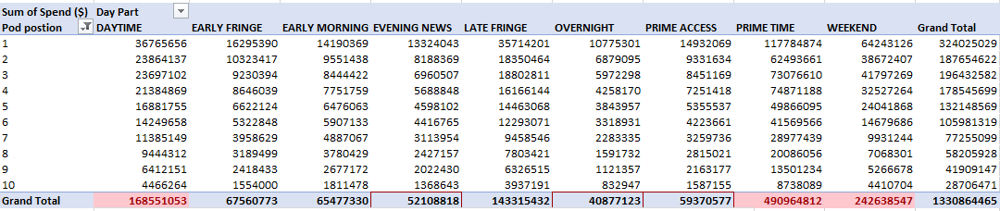 Sum of Spend ($) Day Part
Pod postion DAYTIME EARLY FRINGE EARLY MORNING EVENING NEWS LATE FRINGE OVERNIGHT PRIME ACCESS PRIME TIME WEEKEND Grand Total
1 36765656 16295390 14190369 13324043 35714201 10775301 14932069 117784874 64243126 324025029
2 23864137 10323417 9551438 8188369 18350464 6879095 9331634 62493661 38672407 187654622
3 23697102 9230394 8444422 6960507 18802811 5972298 8451169 73076610 41797269 196432582
4 21384869 8646039 7751759 5688848 16166144 4258170 7251418 74871188 32527264 178545699
5 16881755 6622124 6476063 4598102 14463068 3843957 5355537 49866095 24041868 132148569
6 14249658 5322848 5907133 4416765 12293071 3318931 4223661 41569566 14679686 105981319
7 11385149 3958629 4887067 3113954 9458546 2283335 3259736 28977439 9931244 77255099
8 9444312 3189499 3780429 2427157 7803421 1591732 2815021 20086056 7068301 58205928
9 6412151 2418433 2677172 2022430 6326515 1121357 2163177 13501234 5266678 41909147
10 4466264 1554000 1811478 1368643 3937191 832947 1587155 8738089 4410704 28706471
Grand Total 168551053 67560773 65477330 52108818 143315432 40877123 59370577 490964812 242638547 1330864465